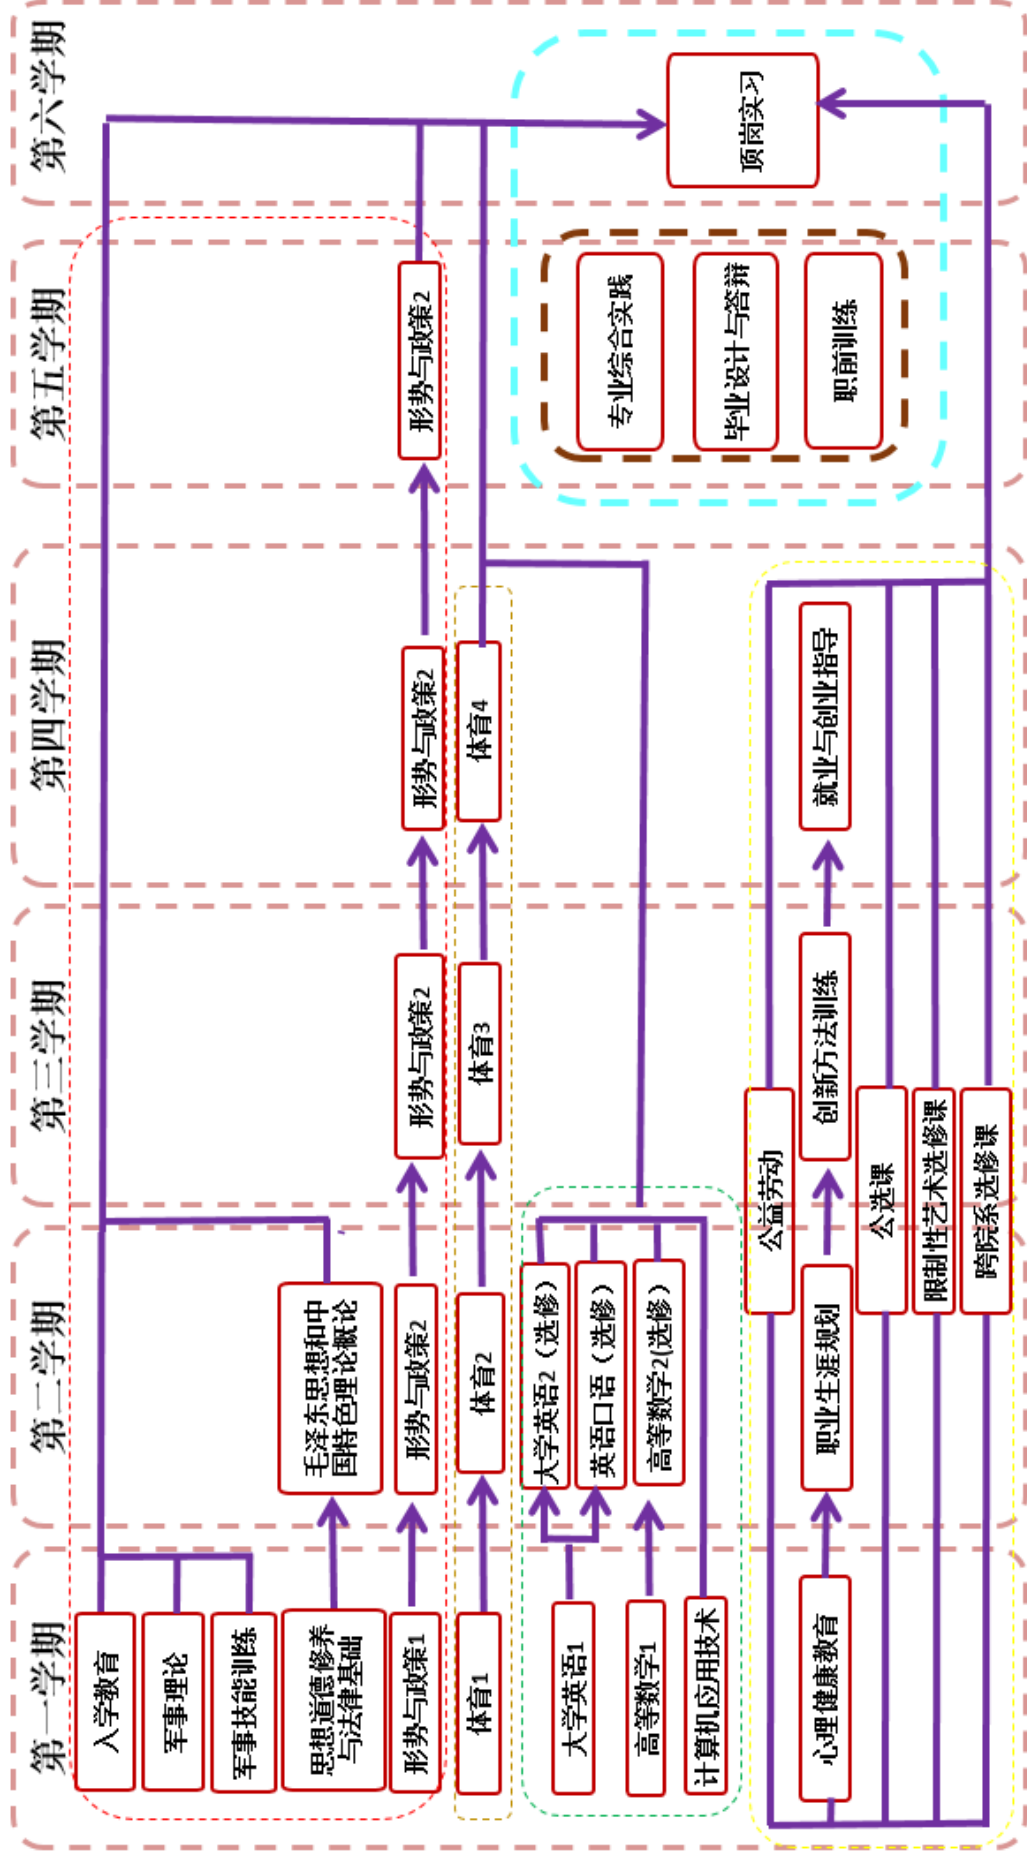 第一学期
第二学期
第三学期
第四学期
第五学期
第六学期
入学教育
军事理论
军事技能训练
思想道德修养
与法律基础
毛泽东思想和中
国特色理论概论
形势与政策1
形势与政策2
形势与政策2
形势与政策2
形势与政策2
体育1
体育2
体育3
体育4
大学英语1
大学英语2（选修）
英语口语（选修）
高等数学1
高等数学2(选修）
计算机应用技术
公益劳动
心理健康教育
职业生涯规划
创新方法训练
就业与创业指导
公选课
限制性艺术选修课
跨院系选修课
专业综合实践
毕业设计与答辩
职前训练
顶岗实习